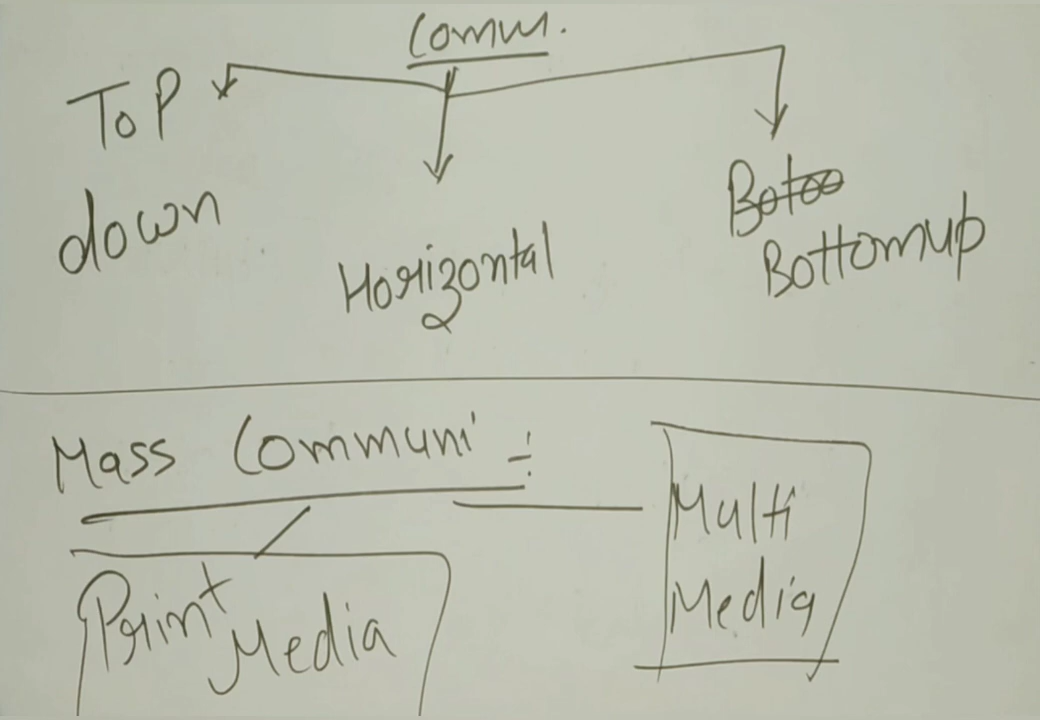 Comm.
Top
down
Horizontal
Botoo
Bottomup
Mass Communi :-
Print
Media
Multi
Media